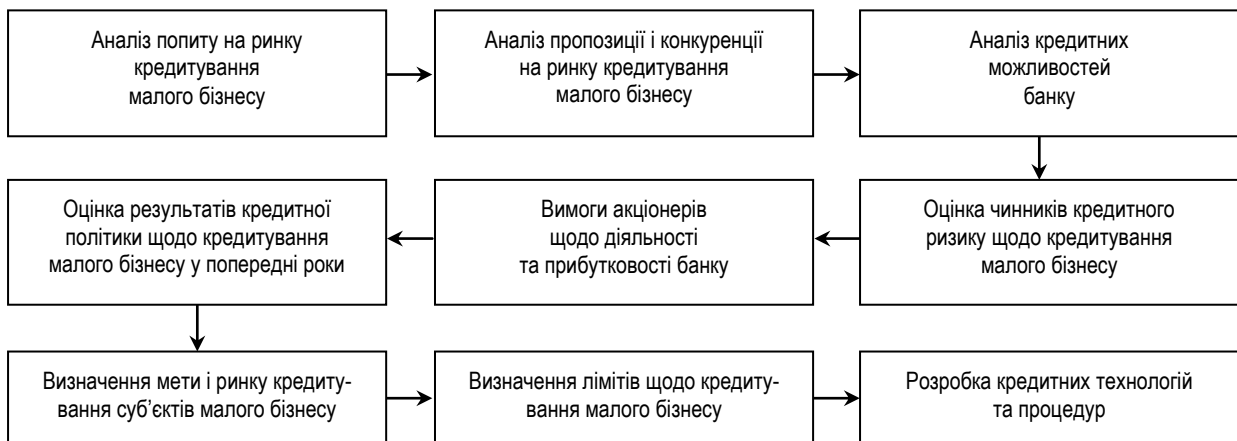 Аналіз попиту на ринку
кредитування
малого бізнесу
Аналіз пропозиції і конкуренції
на ринку кредитування
малого бізнесу
Аналіз кредитних
можливостей
банку
Оцінка чинників кредитного
ризику щодо кредитування
малого бізнесу
Вимоги акціонерів
щодо діяльності
та прибутковості банку
Оцінка результатів кредитної
політики щодо кредитування
малого бізнесу у попередні роки
Визначення мети і ринку кредиту-
вання суб’єктів малого бізнесу
Визначення лімітів щодо кредиту-
вання малого бізнесу
Розробка кредитних технологій
та процедур